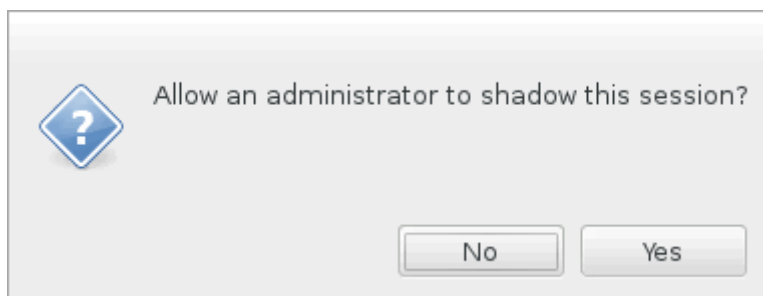 Allow an administrator to shadow this session?
No
Yes